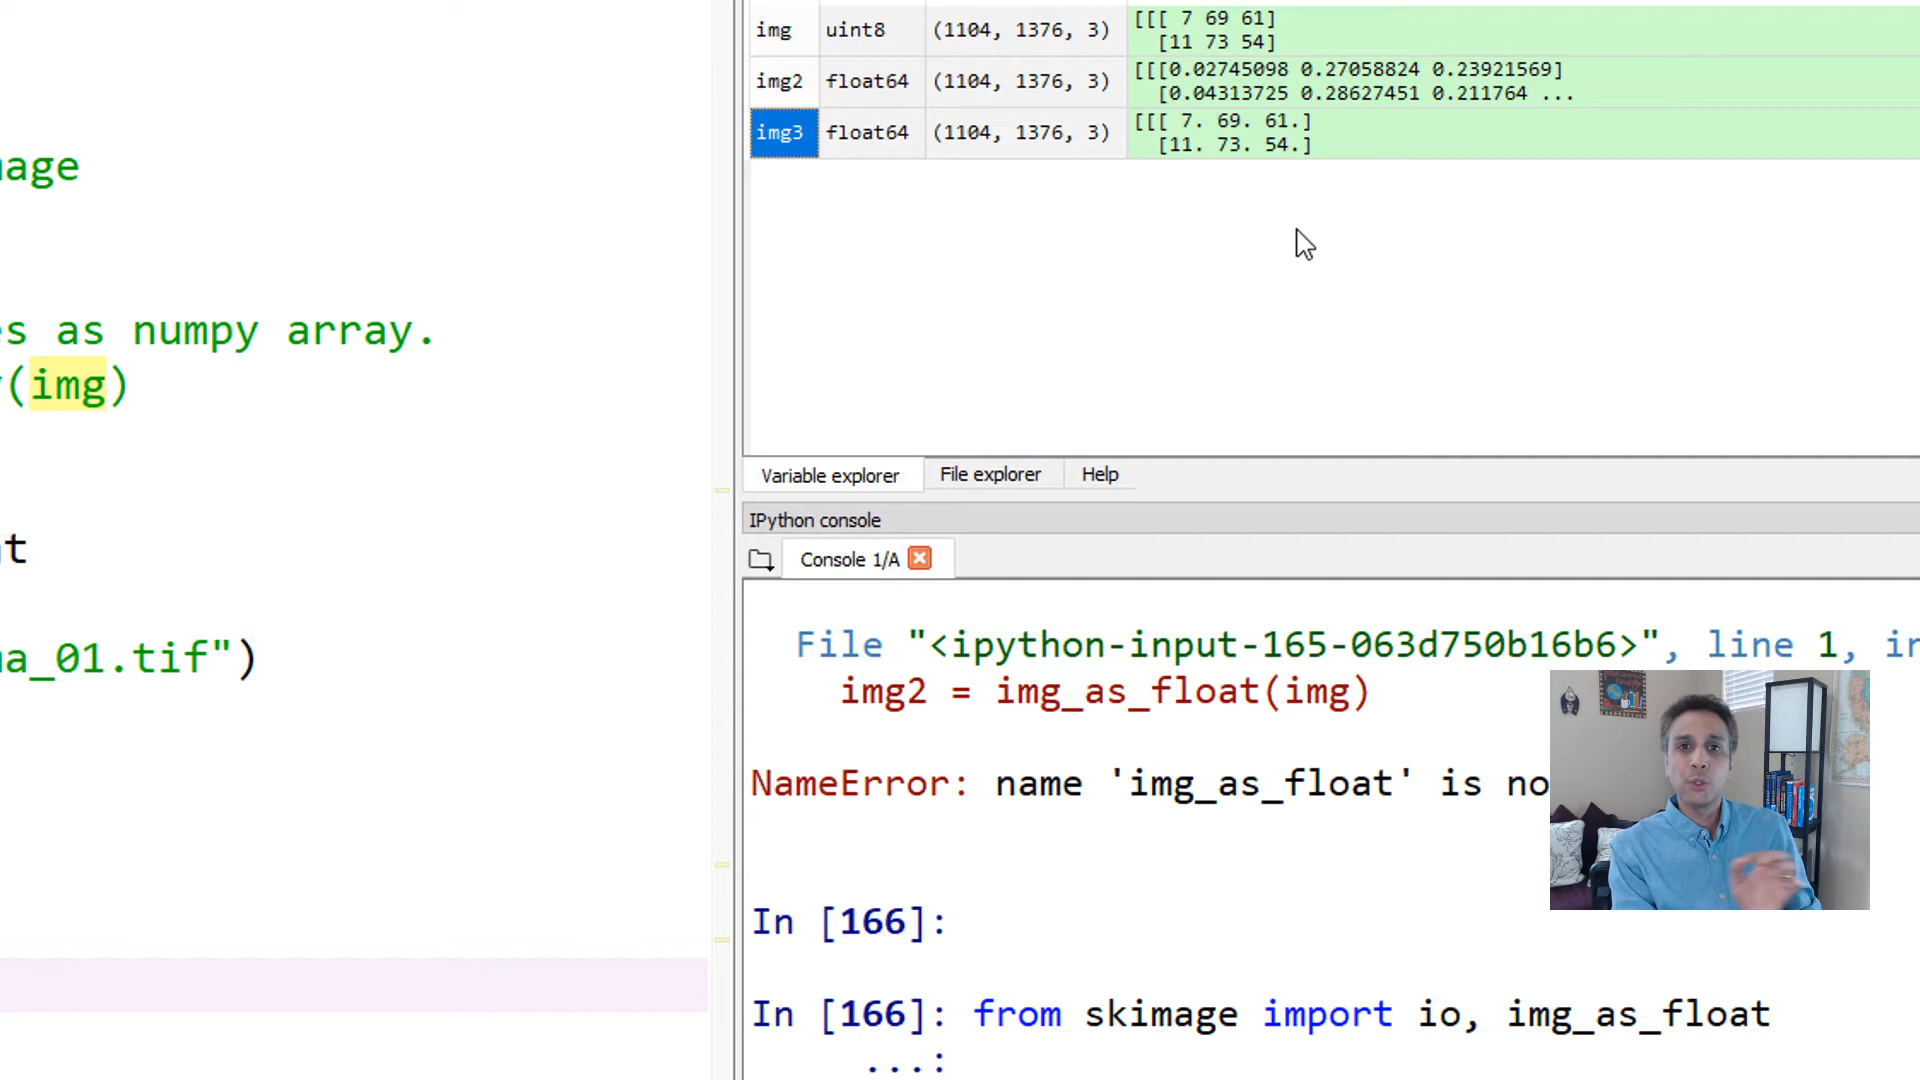 mage
es as numpy array.
(img)
t
a_01.tif")
img uint8 (1104, 1376, 3) [[[ 7 69 61]
[11 73 54]
img2 float64 (1104, 1376, 3) [[[0.02745098 0.27058824 0.23921569]
[0.04313725 0.28627451 0.211764 ...
img3 float64 (1104, 1376, 3) [[[ 7. 69. 61.]
[11. 73. 54.]
Variable explorer File explorer Help
IPython console
Console 1/A
File "<ipython-input-165-063d750b16b6>", line 1, in
img2 = img_as_float(img)
NameError: name 'img_as_float' is no
In [166]:
In [166]: from skimage import io, img_as_float
...: